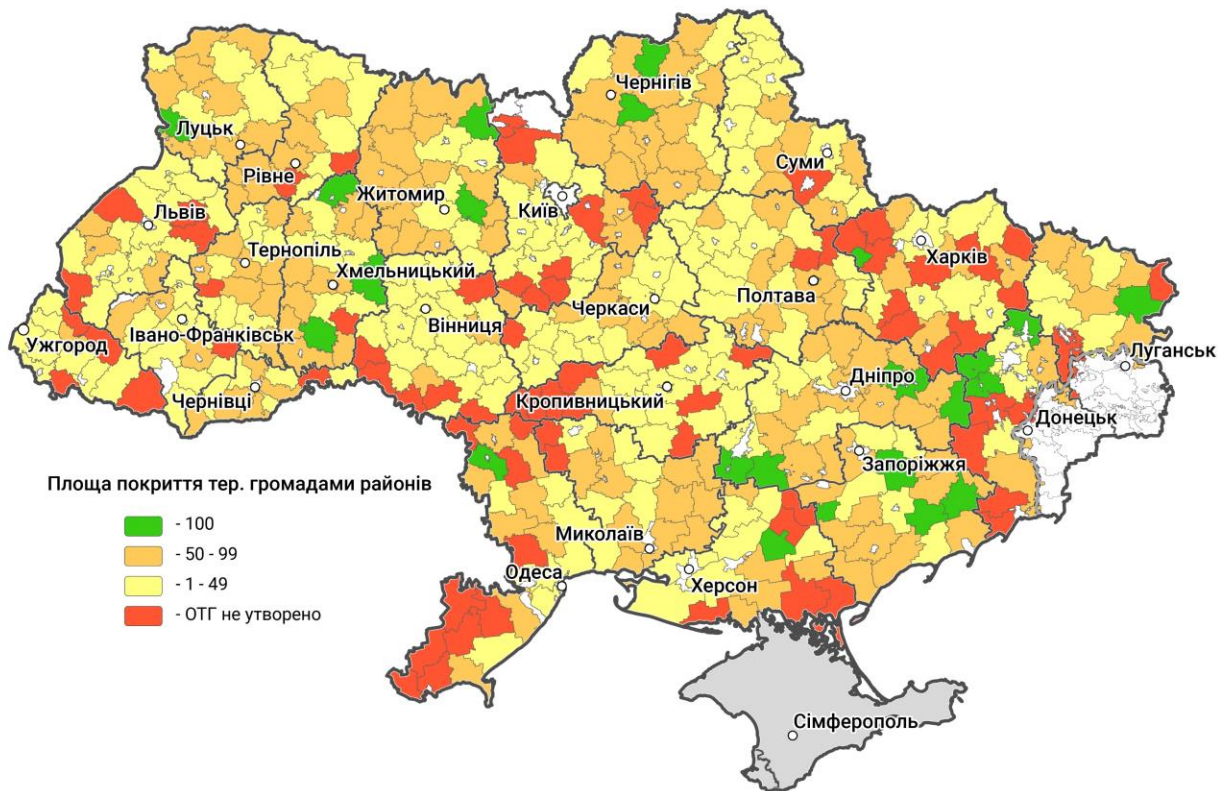 Чернігів
Луцьк
Рівне
Суми
Житомир
Київ
Львів
Харків
Тернопіль
Хмельницький
Полтава
Черкаси
Вінниця
Івано-Франківськ
Ужгород
Луганськ
Дніпро
Чернівці
Кропивницький
Донецьк
Запоріжжя
Площа покриття тер. громадами районів
- 100
- 50 - 99
- 1 - 49
- ОТГ не утворено
Миколаїв
Одеса
Херсон
Сімферополь